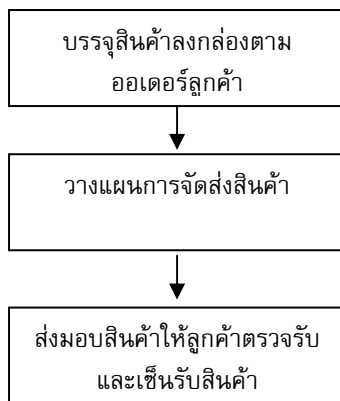 บรรจุสินค้าลงกล่องตาม
ออเดอร์ลูกค้า
วางแผนการจัดส่งสินค้า
ส่งมอบสินค้าให้ลูกค้าตรวจรับ
และเซ็นรับสินค้า